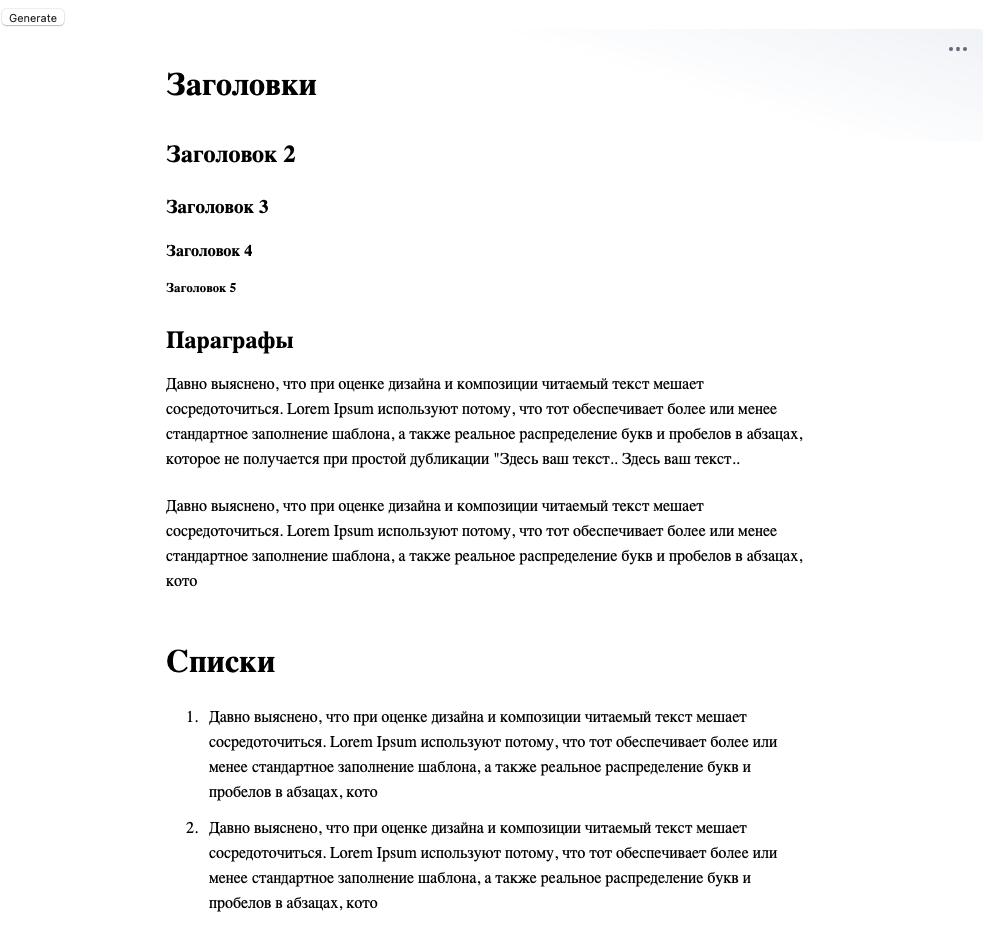 Generate
Заголовки
Заголовок 2
Заголовок 3
Заголовок 4
Заголовок 5
Параграфы
Давно выяснено, что при оценке дизайна и композиции читаемый текст мешает
сосредоточиться. Lorem Ipsum используют потому, что тот обеспечивает более или менее
стандартное заполнение шаблона, а также реальное распределение букв и пробелов в абзацах,
которое не получается при простой дубликации "Здесь ваш текст.. Здесь ваш текст..
Давно выяснено, что при оценке дизайна и композиции читаемый текст мешает
сосредоточиться. Lorem Ipsum используют потому, что тот обеспечивает более или менее
стандартное заполнение шаблона, а также реальное распределение букв и пробелов в абзацах,
кото
Списки
1. Давно выяснено, что при оценке дизайна и композиции читаемый текст мешает
сосредоточиться. Lorem Ipsum используют потому, что тот обеспечивает более или
менее стандартное заполнение шаблона, а также реальное распределение букв и
пробелов в абзацах, кото
2. Давно выяснено, что при оценке дизайна и композиции читаемый текст мешает
сосредоточиться. Lorem Ipsum используют потому, что тот обеспечивает более или
менее стандартное заполнение шаблона, а также реальное распределение букв и
пробелов в абзацах, кото